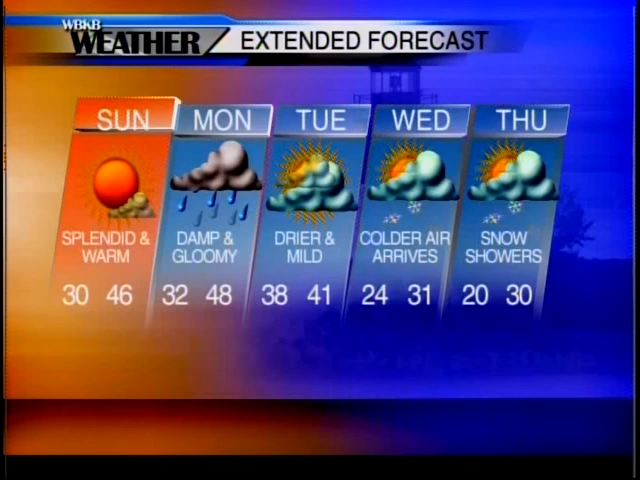 WBKB
WEATHER
EXTENDED FORECAST
SUN
MON
TUE
WED
THU
SPLENDID &
WARM
DAMP &
GLOOMY
DRIER &
MILD
COLDER AIR
ARRIVES
SNOW
SHOWERS
30 46
32 48
38 41
24 31
20 30